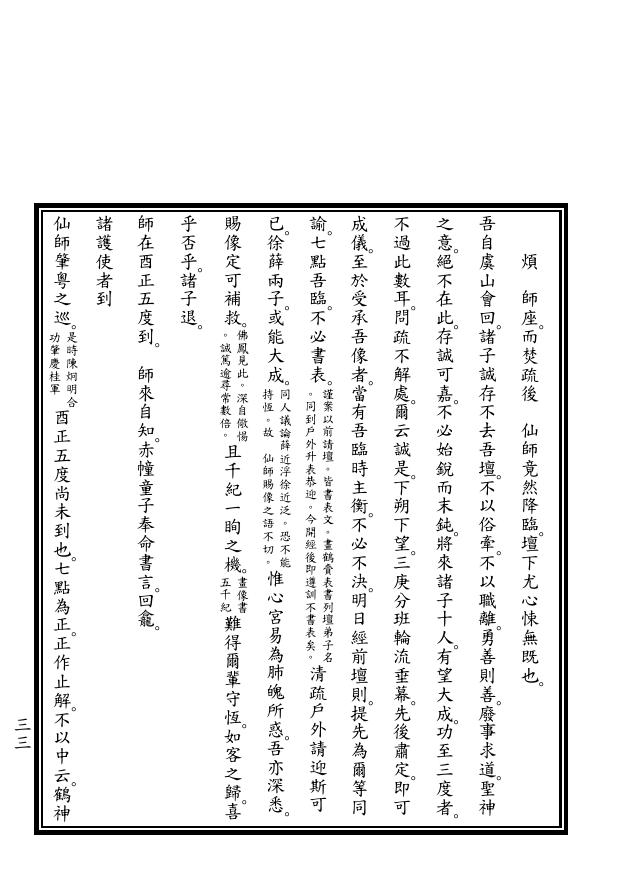 煩　師座。而焚疏後　仙師竟然降臨。壇下尤心悚無既也。
吾自虞山會回。諸子誠存不去吾壇。不以俗牽。不以職離。勇善則善。廢事求道。聖神
之意。絕不在此。存誠可嘉。不必始銳而末鈍。將來諸子十人。有望大成。功至三度者。
不過此數耳。問疏不解處。爾云誠是。下朔下望。三庚分班輪流垂幕。先後肅定。即可
成儀。至於受承吾像者。當有吾臨時主衡。不必不決。明日經前壇則。提先為爾等同
諭。七點吾臨。不必書表。謹案以前請壇。皆書表文。畫鶴賫表書列壇弟子名。同到戶外升表恭迎。今開經後即遵訓不書表矣。清疏戶外請迎斯可
已。徐薛兩子。或能大成。同人議論薛近浮徐近泛。恐不能持恆。故　仙師賜像之語不切。惟心宮易為肺魄所惑。吾亦深悉。
賜像定可補救。佛鳳見此。深自儆惕。誠篤逾尋常數倍。且千紀一眴之機。畫像書五千紀難得爾輩守恆。如客之歸。喜
乎否乎。諸子退。
師在酉正五度到。　師來自知。赤幢童子奉命書言。回龕。
諸護使者到
仙師肇粵之巡。是時陳炯明合功肇慶桂軍酉正五度尚未到也。七點為正。正作止解。不以中云。鶴神
三三